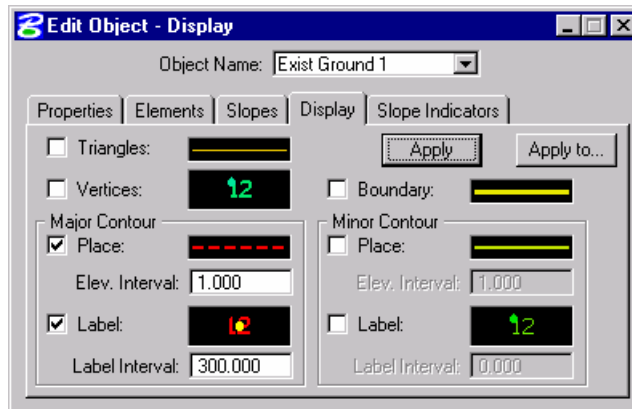 Edit Object - Display
Object Name: Exist Ground 1
Properties Elements Slopes Display Slope Indicators
Triangles: Apply Apply to...
Vertices: 12 Boundary:
Major Contour Minor Contour
Place: Place:
Elev. Interval: 1.000 Elev. Interval: 1.000
Label: 12 Label: 12
Label Interval: 300.000 Label Interval: 0.000